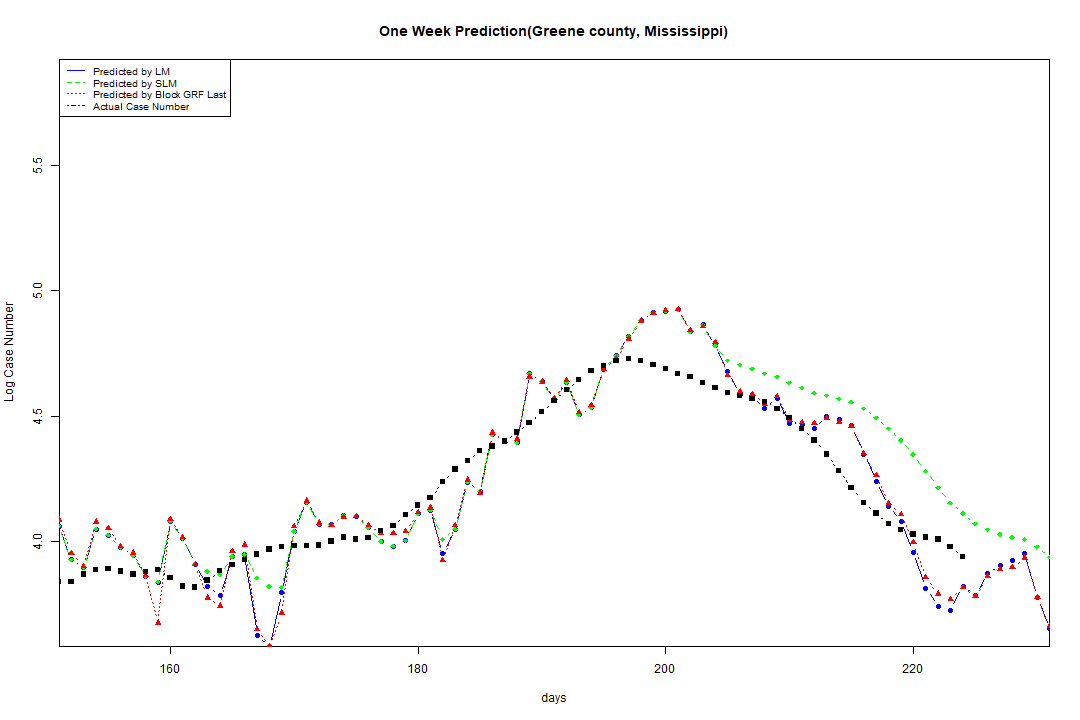 One Week Prediction(Greene county, Mississippi)
Predicted by LM
Predicted by SLM
Predicted by Block GRF Last
Actual Case Number
5.5
5.0
4.5
4.0
Log Case Number
160 180 200 220
days